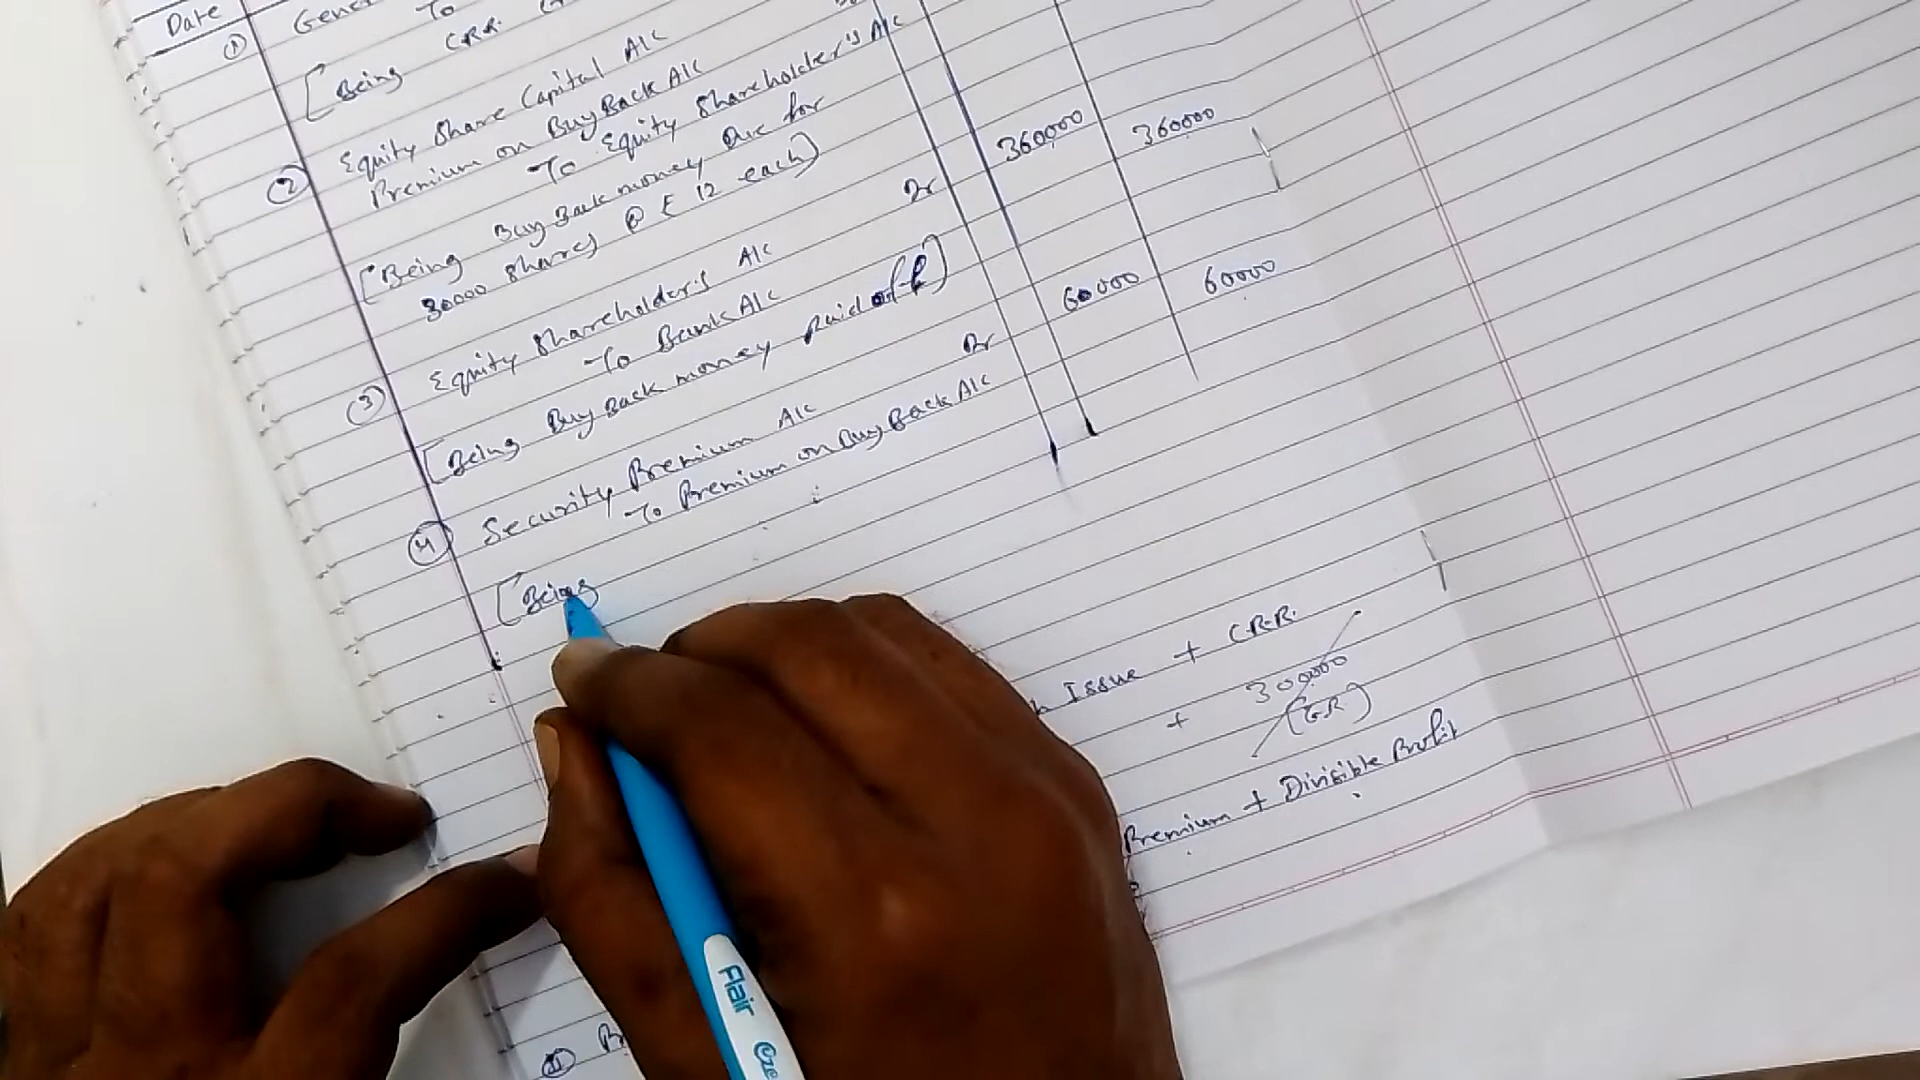 Date
①
Gener
To
C.R.R.
[Being
② Equity Share Capital A/c
Premium on Buy Back A/c
To Equity Shareholder's A/c
[Being Buy Back money due for
30000 shares @ ₹ 12 each)
③ Equity Shareholder's A/c Dr 360000
To Bank A/c 360000
[Being Buy Back money paid off)
④ Security Premium A/c Dr 60000
To Premium on Buy Back A/c 60000
[Being
Issue + C.R.R.
+ 300000
(GR)
Premium + Divisible Profit
Flair